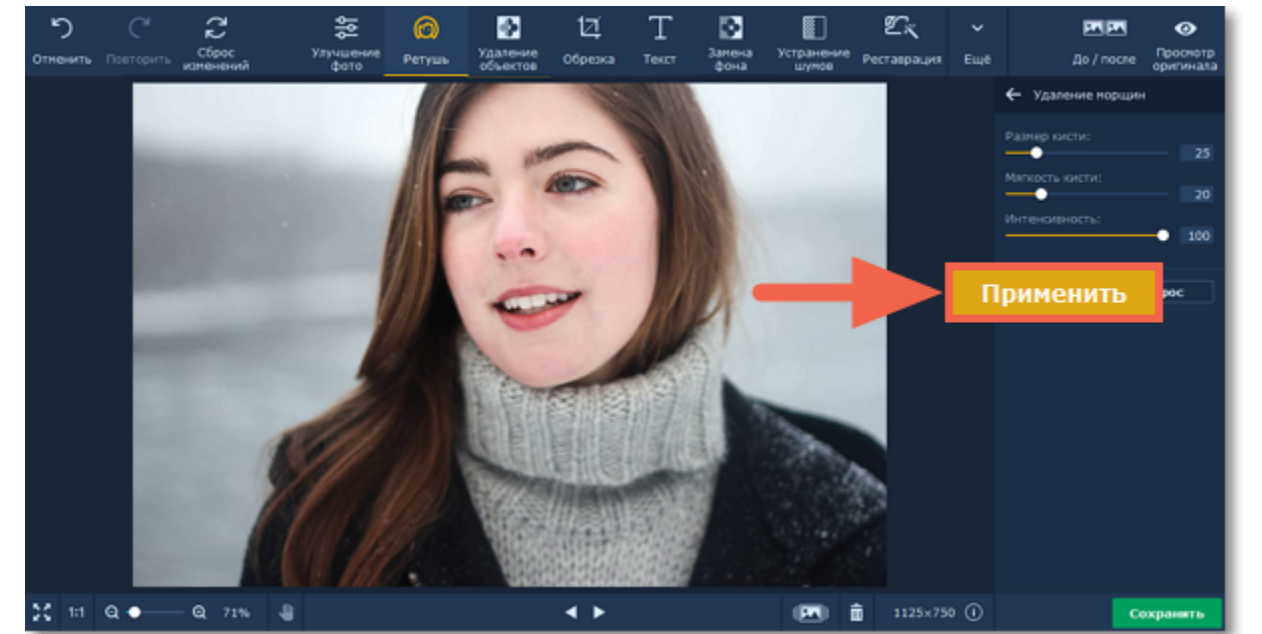 Отменить
Повторить
Сброс
изменений
Улучшение
фото
Ретушь
Удаление
объектов
Обрезка
Текст
Замена
фона
Устранение
шумов
Реставрация
Ещё
До / после
Просмотр
оригинала
Удаление морщин
Размер кисти:
25
Мягкость кисти:
20
Интенсивность:
100
Применить
рос
1:1
71%
1125×750
Сохранить